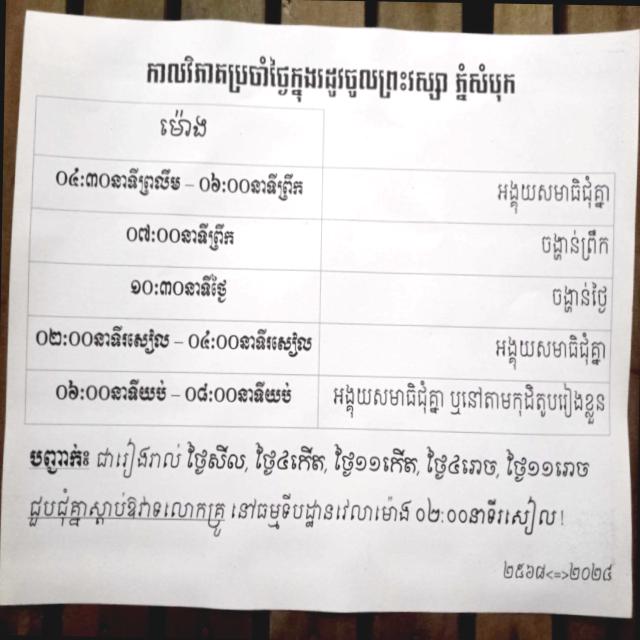 កាលវិភាគប្រចាំថ្ងៃក្នុងរដូវចូលព្រះវស្សា ភ្នំសំបុក
ម៉ោង
០៤:៣០នាទីព្រលឹម – ០៦:០០នាទីព្រឹក អង្គុយសមាធិជុំគ្នា
០៧:០០នាទីព្រឹក ចង្ហាន់ព្រឹក
១០:៣០នាទីថ្ងៃ ចង្ហាន់ថ្ងៃ
០២:០០នាទីរសៀល – ០៤:០០នាទីរសៀល អង្គុយសមាធិជុំគ្នា
០៦:០០នាទីយប់ – ០៨:០០នាទីយប់ អង្គុយសមាធិជុំគ្នា ឬនៅតាមកុដិតូបរៀងខ្លួន
បញ្ជាក់ះ ជារៀងរាល់ ថ្ងៃសីល, ថ្ងៃ៤កើត, ថ្ងៃ១១កើត, ថ្ងៃ៤រោច, ថ្ងៃ១១រោច
ជួបជុំគ្នាស្តាប់ឱវាទលោកគ្រូ នៅធម្មទីបដ្ឋានវេលាម៉ោង ០២:០០នាទីរសៀល!
២៥៦៨<=>២០២៤